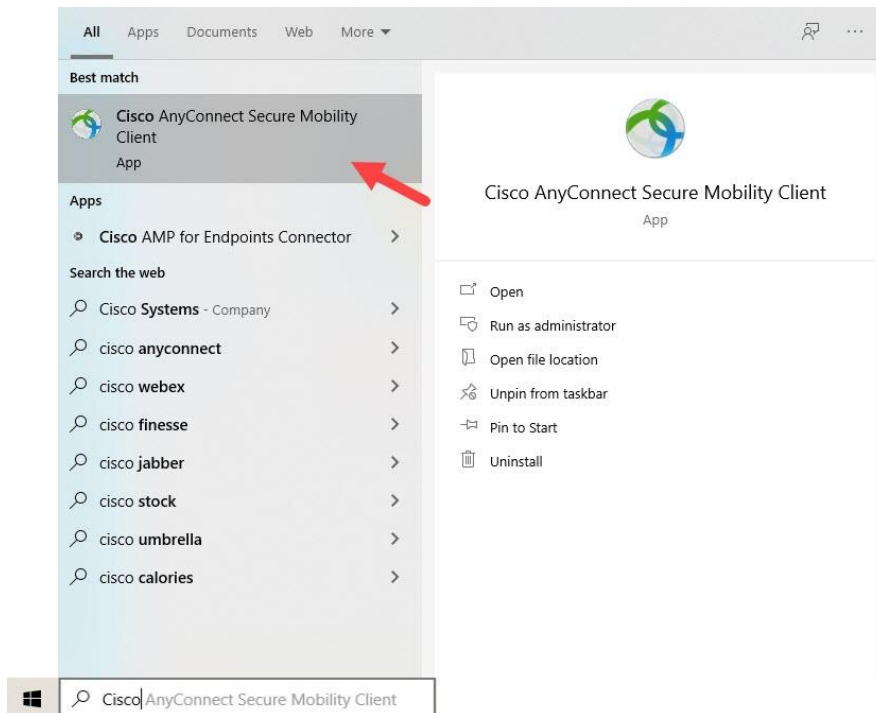 All Apps Documents Web More
Best match
Cisco AnyConnect Secure Mobility
Client
App
Apps
Cisco AMP for Endpoints Connector
Search the web
Cisco Systems - Company
cisco anyconnect
cisco webex
cisco finesse
cisco jabber
cisco stock
cisco umbrella
cisco calories
Cisco AnyConnect Secure Mobility Client
App
Open
Run as administrator
Open file location
Unpin from taskbar
Pin to Start
Uninstall
Cisco AnyConnect Secure Mobility Client